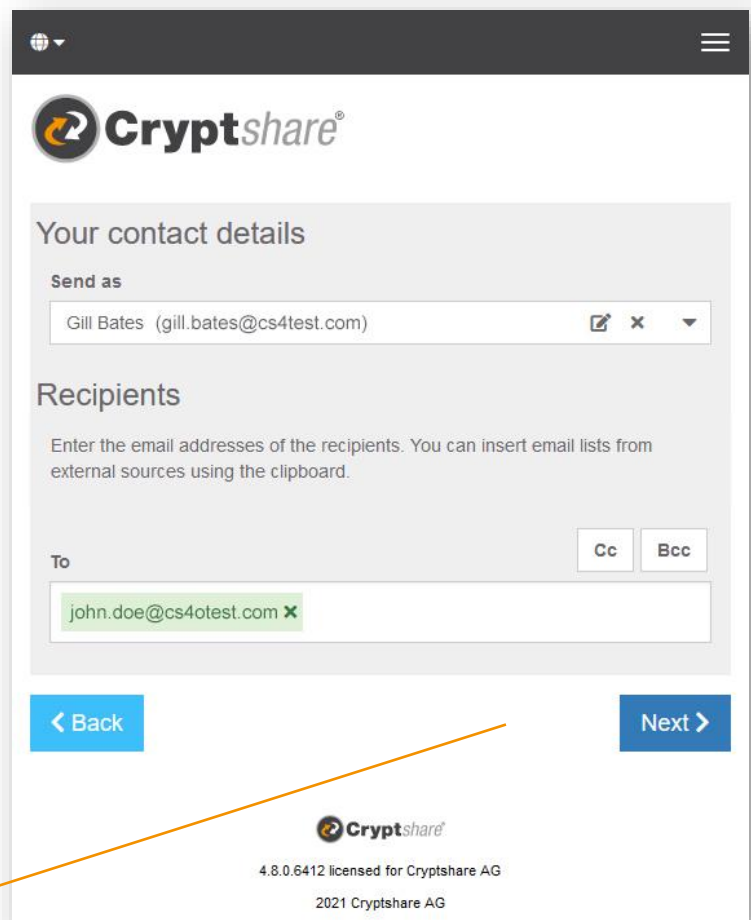 Cryptshare®
Your contact details
Send as
Gill Bates (gill.bates@cs4test.com)
Recipients
Enter the email addresses of the recipients. You can insert email lists from
external sources using the clipboard.
Cc Bcc
To
john.doe@cs4otest.com
Back Next
Cryptshare®
4.8.0.6412 licensed for Cryptshare AG
2021 Cryptshare AG